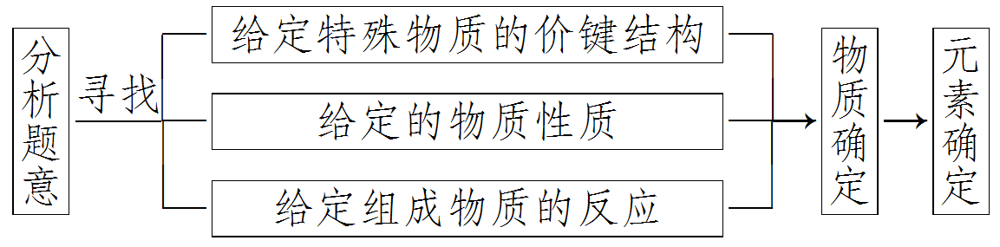 分析题意
寻找
给定特殊物质的价键结构
给定的物质性质
给定组成物质的反应
物质确定
元素确定